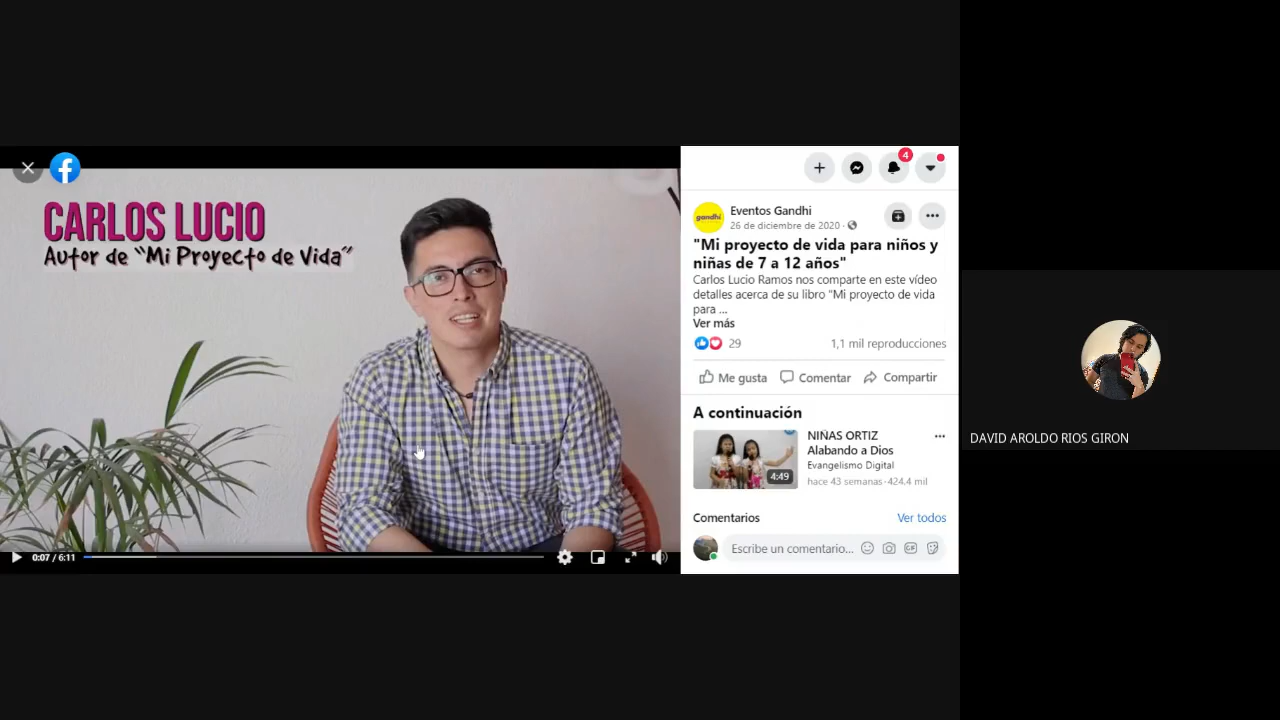 CARLOS LUCIO
Autor de “Mi Proyecto de Vida”
0:07 / 6:11
4
gandhi
Eventos Gandhi
26 de diciembre de 2020 ·
"Mi proyecto de vida para niños y
niñas de 7 a 12 años"
Carlos Lucio Ramos nos comparte en este vídeo
detalles acerca de su libro “Mi proyecto de vida
para ...
Ver más
29
1,1 mil reproducciones
Me gusta
Comentar
Compartir
A continuación
4:49
NIÑAS ORTIZ
Alabando a Dios
Evangelismo Digital
hace 43 semanas·424,4 mil
Comentarios
Ver todos
Escribe un comentario...
GIF
DAVID AROLDO RIOS GIRON